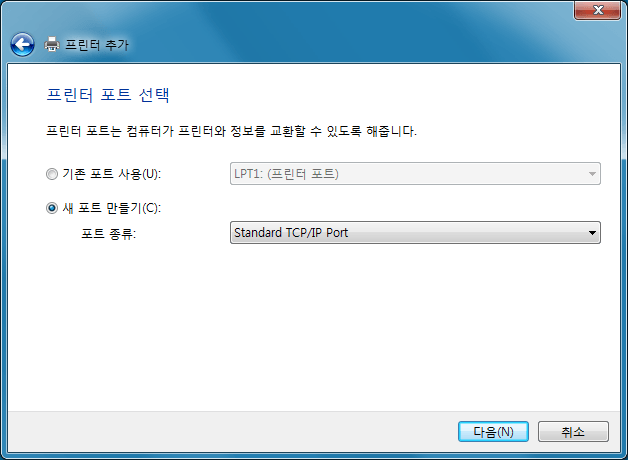 프린터 추가
프린터 포트 선택
프린터 포트는 컴퓨터가 프린터와 정보를 교환할 수 있도록 해줍니다.
기존 포트 사용(U): LPT1: (프린터 포트)
새 포트 만들기(C):
포트 종류: Standard TCP/IP Port
다음(N) 취소